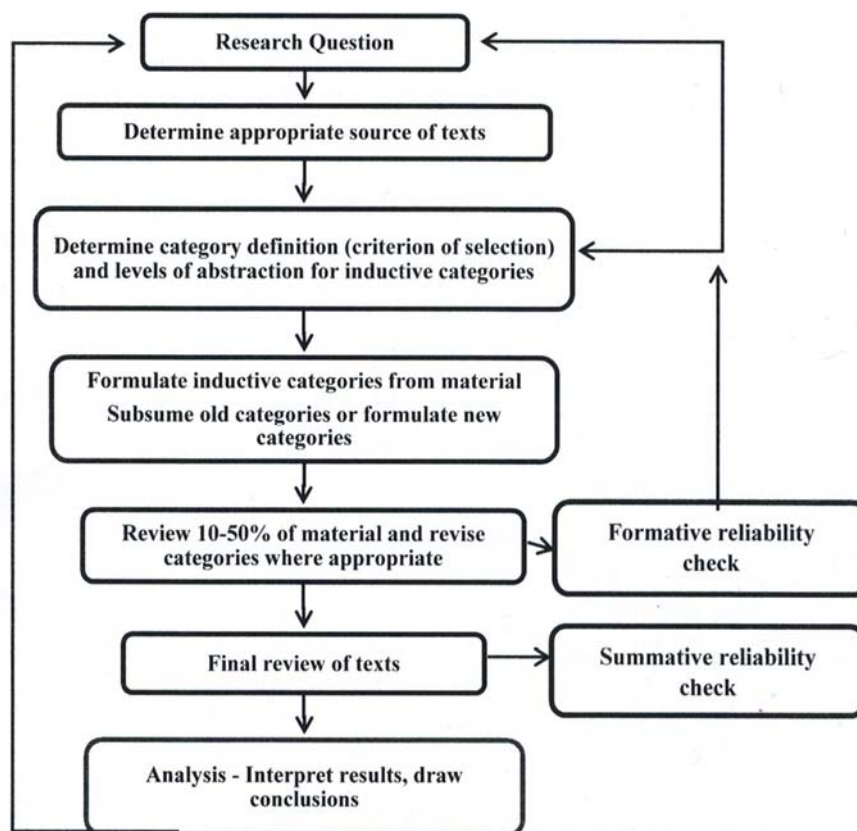 Research Question
Determine appropriate source of texts
Determine category definition (criterion of selection)
and levels of abstraction for inductive categories
Formulate inductive categories from material
Subsume old categories or formulate new
categories
Review 10-50% of material and revise
categories where appropriate
Formative reliability
check
Final review of texts
Summative reliability
check
Analysis - Interpret results, draw
conclusions